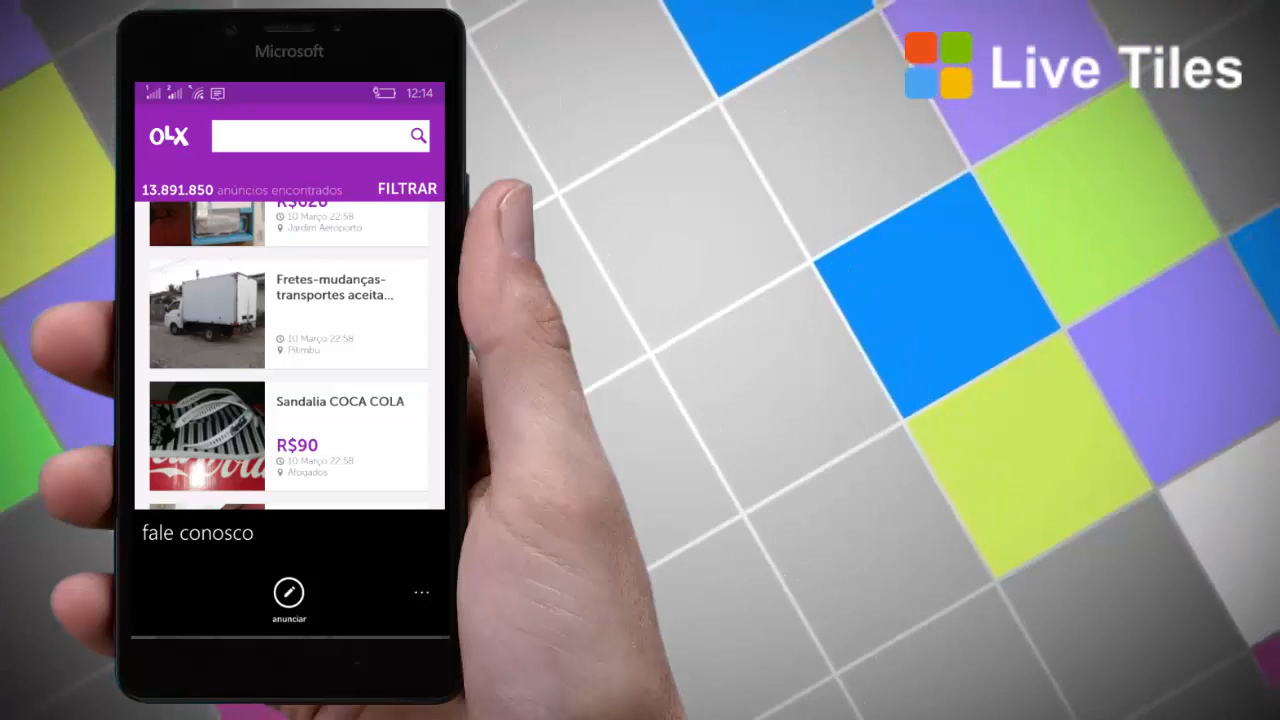 Microsoft
Live Tiles
12:14
OLX
13.891.850 anúncios encontrados
FILTRAR
R$620
10 Março 22:58
Jardim Aeroporto
Fretes-mudanças-
transportes aceita...
10 Março 22:58
Pitimbu
Sandalia COCA COLA
R$90
10 Março 22:58
Afogados
fale conosco
...
anunciar